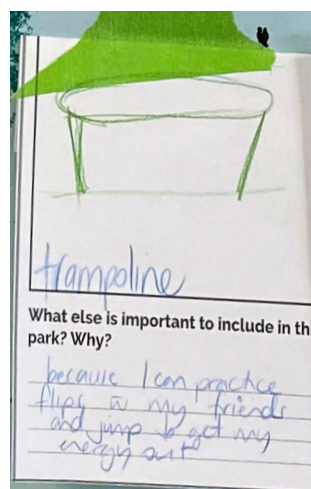 trampoline
What else is important to include in th
park? Why?
because I can practice
flips w my friends
and jump to get my
energy out